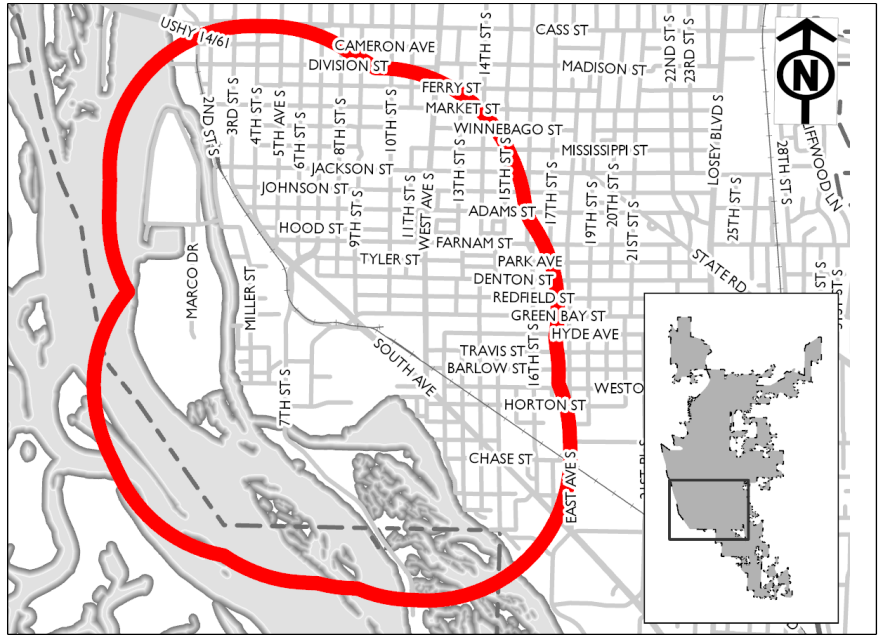 USHY 14/61
CAMERON AVE
CASS ST
14TH ST S
22ND ST S
23RD ST S
DIVISION ST
MADISON ST
N
FERRY ST
2ND ST S
3RD ST S
4TH ST S
5TH AVE S
6TH ST S
8TH ST S
10TH ST S
MARKET ST
WINNEBAGO ST
LOSEY BLVD S
28TH ST S
LIFFWOOD LN
MISSISSIPPI ST
JACKSON ST
13TH ST S
15TH ST S
JOHNSON ST
11TH ST S
WEST AVE S
17TH ST S
19TH ST S
20TH ST S
21ST ST S
25TH ST S
9TH ST S
ADAMS ST
HOOD ST
FARNAM ST
TYLER ST
PARK AVE
STATE RD
MARCO DR
MILLER ST
DENTON ST
REDFIELD ST
GREEN BAY ST
HYDE AVE
SOUTH AVE
TRAVIS ST
16TH ST S
BARLOW ST
7TH ST S
WESTO
HORTON ST
CHASE ST
EAST AVE S